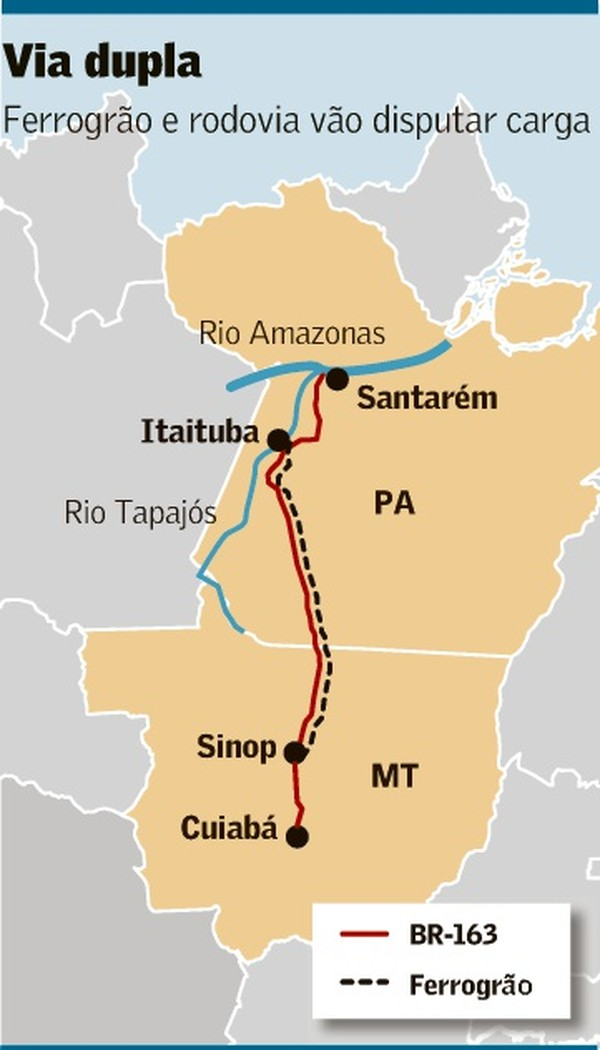 Via dupla
Ferrogrão e rodovia vão disputar carga
Rio Amazonas
Santarém
Itaituba
PA
Rio Tapajós
Sinop
MT
Cuiabá
BR-163
Ferrogrão